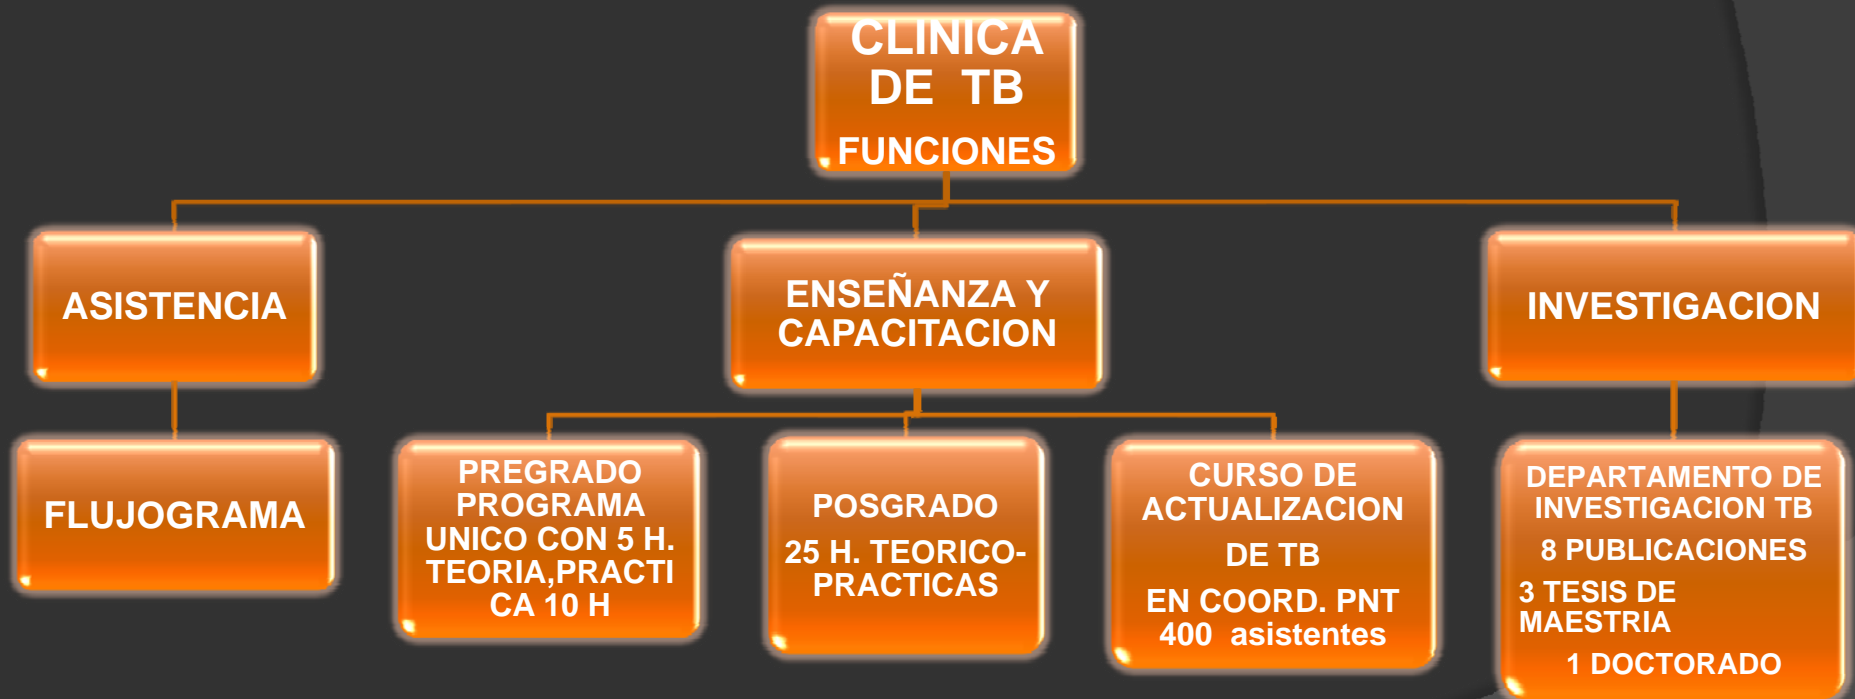 CLINICA
DE TB
FUNCIONES
ASISTENCIA
ENSEÑANZA Y
CAPACITACION
INVESTIGACION
FLUJOGRAMA
PREGRADO
PROGRAMA
UNICO CON 5 H.
TEORIA,PRACTI
CA 10 H
POSGRADO
25 H. TEORICO-
PRACTICAS
CURSO DE
ACTUALIZACION
DE TB
EN COORD. PNT
400 asistentes
DEPARTAMENTO DE
INVESTIGACION TB
8 PUBLICACIONES
3 TESIS DE
MAESTRIA
1 DOCTORADO